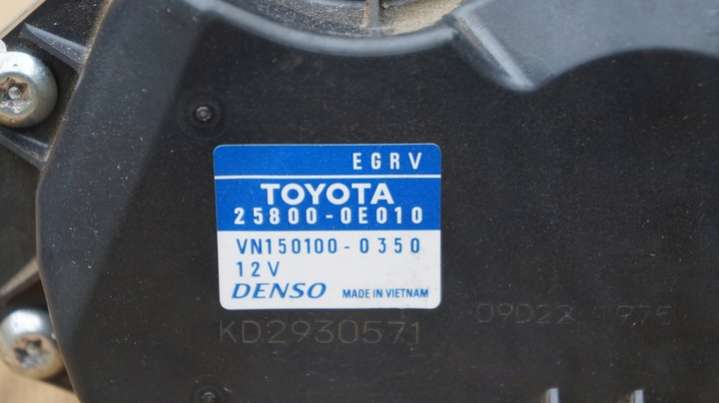 EGRV
TOYOTA
25800-0E010
VN150100-0350
12V
DENSO MADE IN VIETNAM
KD2930571